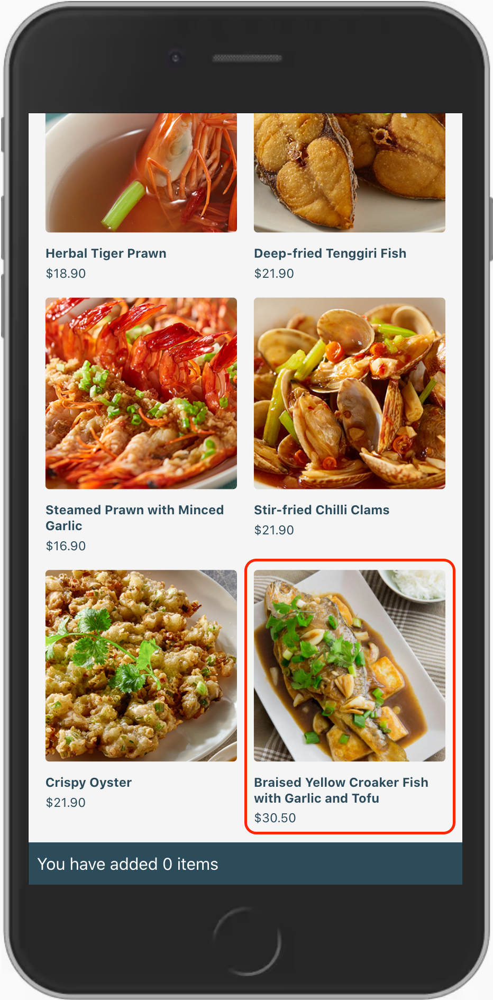 Herbal Tiger Prawn
$18.90
Deep-fried Tenggiri Fish
$21.90
Steamed Prawn with Minced
Garlic
$16.90
Stir-fried Chilli Clams
$21.90
Crispy Oyster
$21.90
Braised Yellow Croaker Fish
with Garlic and Tofu
$30.50
You have added 0 items